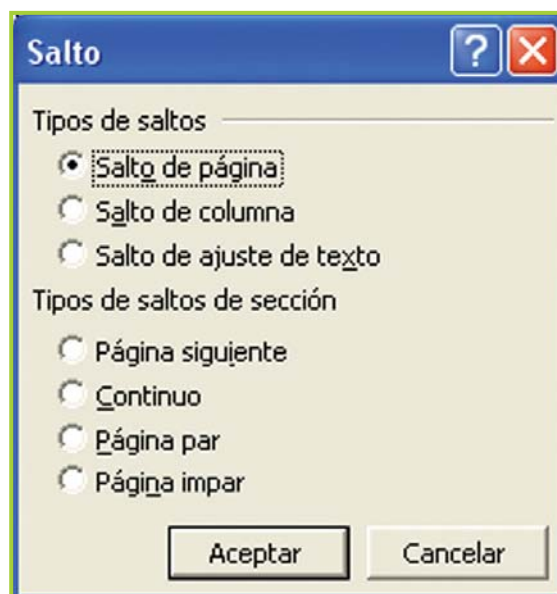 Salto
Tipos de saltos
Salto de página
Salto de columna
Salto de ajuste de texto
Tipos de saltos de sección
Página siguiente
Continuo
Página par
Página impar
Aceptar Cancelar